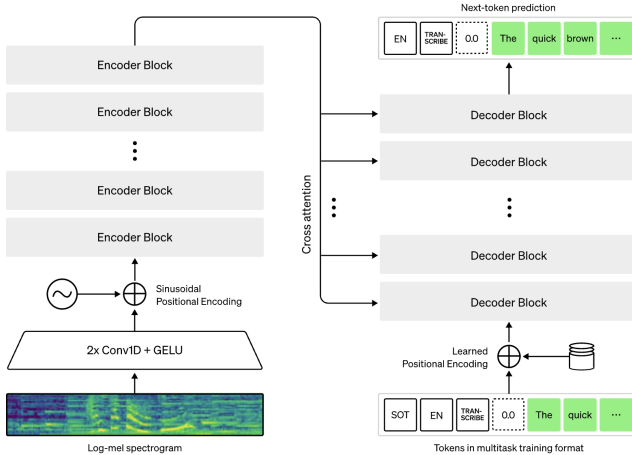 Next-token prediction
EN
TRAN-
SCRIBE
0.0
The
quick
brown
...
Encoder Block
Encoder Block
Encoder Block
Encoder Block
Sinusoidal
Positional Encoding
2x Conv1D + GELU
Log-mel spectrogram
Cross attention
Decoder Block
Decoder Block
Decoder Block
Decoder Block
Learned
Positional Encoding
SOT
EN
TRAN-
SCRIBE
0.0
The
quick
...
Tokens in multitask training format